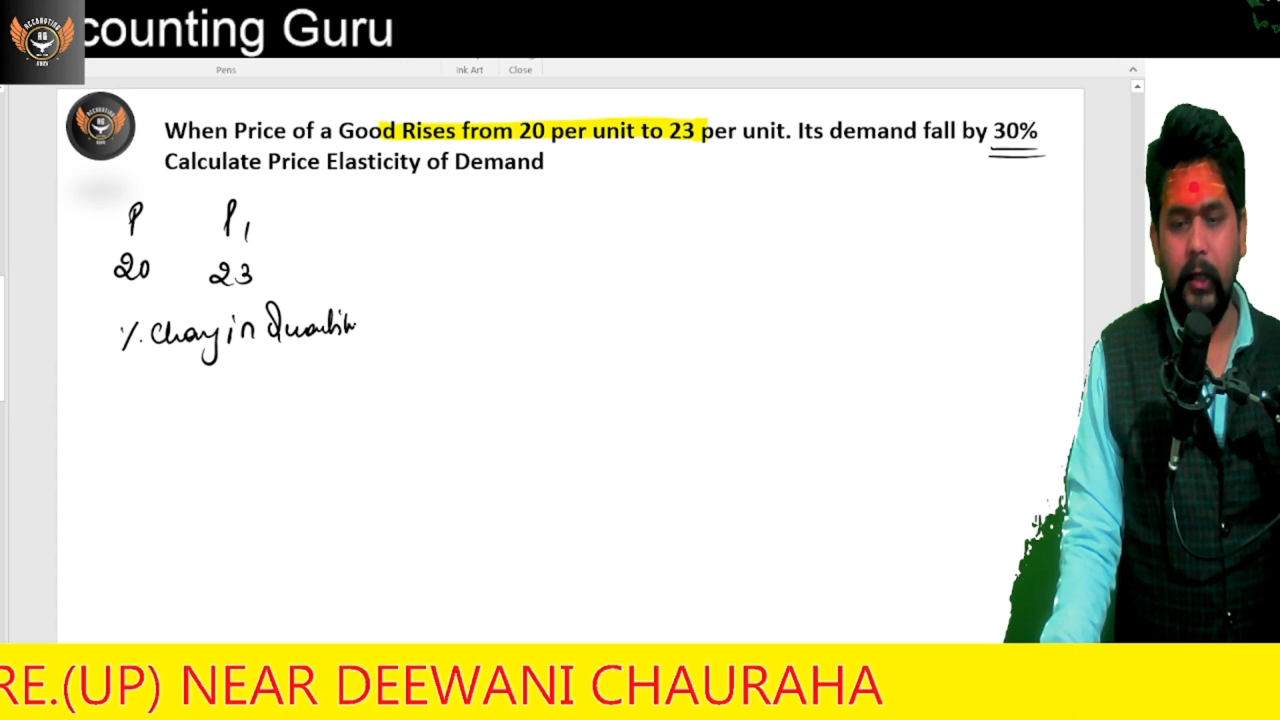 counting Guru
Pens
Ink Art
Close
When Price of a Good Rises from 20 per unit to 23 per unit. Its demand fall by 30%
Calculate Price Elasticity of Demand
P P1
20 23
%. in
RE.(UP) NEAR DEEWANI CHAURAHA